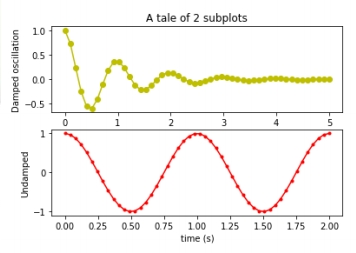 A tale of 2 subplots
Damped oscillation
1.0
0.5
0.0
−0.5
0 1 2 3 4 5
Undamped
1
0
−1
0.00 0.25 0.50 0.75 1.00 1.25 1.50 1.75 2.00
time (s)